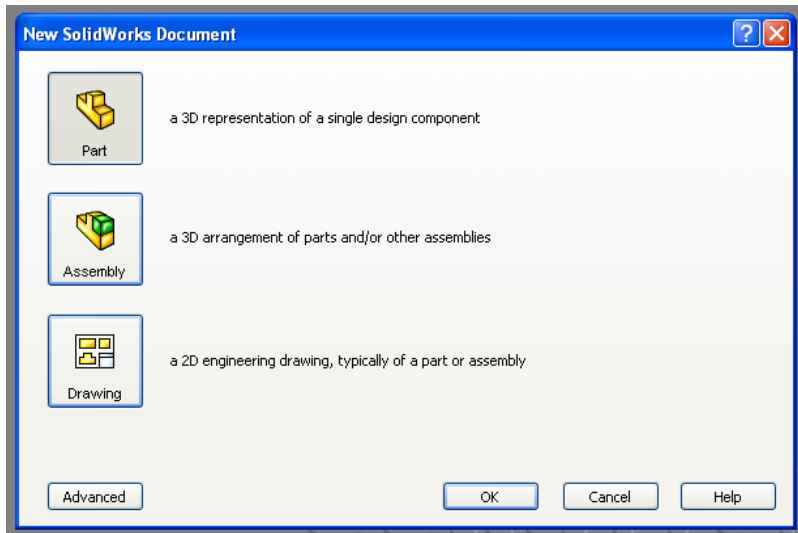 New SolidWorks Document
Part
a 3D representation of a single design component
Assembly
a 3D arrangement of parts and/or other assemblies
Drawing
a 2D engineering drawing, typically of a part or assembly
Advanced OK Cancel Help